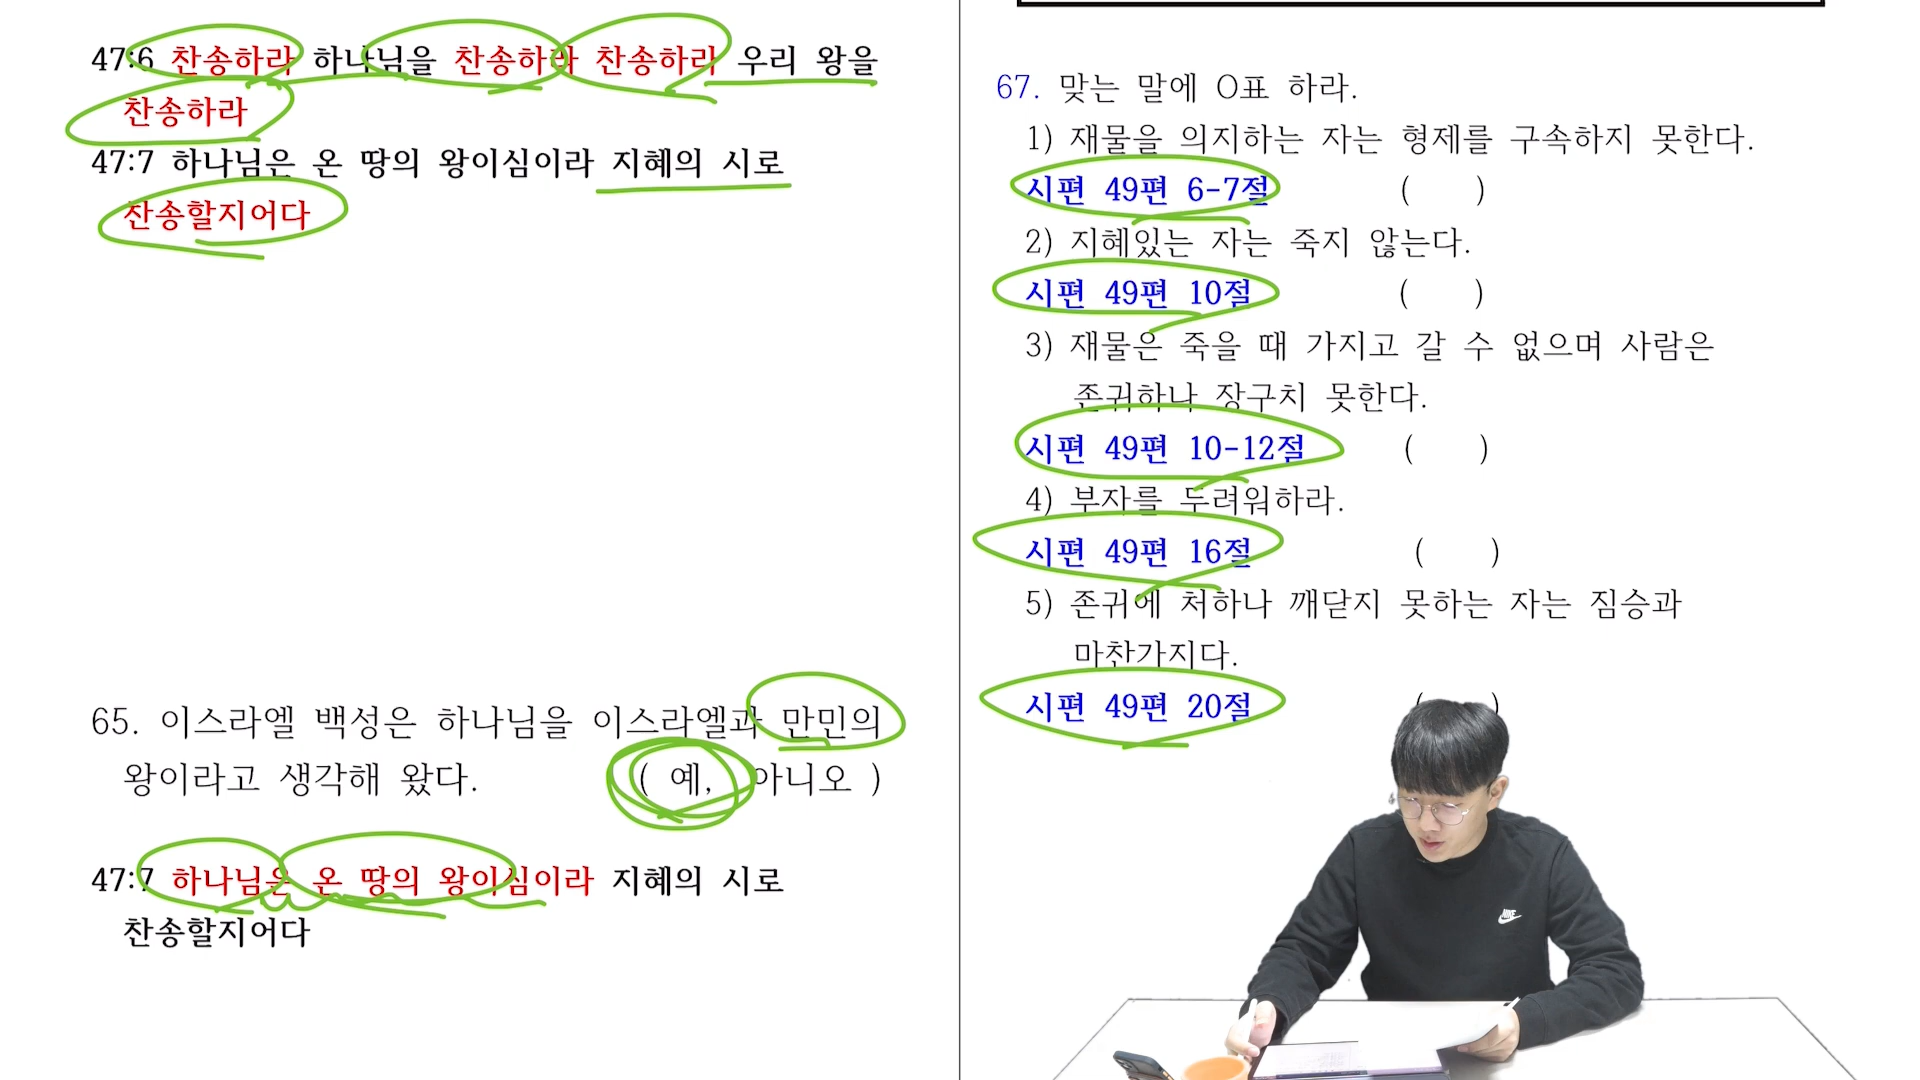 47:6 찬송하라 하나님을 찬송하라 찬송하라 우리 왕을
찬송하라
47:7 하나님은 온 땅의 왕이심이라 지혜의 시로
찬송할지어다
65. 이스라엘 백성은 하나님을 이스라엘과 만민의
왕이라고 생각해 왔다. ( 예, 아니오 )
47:7 하나님은 온 땅의 왕이심이라 지혜의 시로
찬송할지어다
67. 맞는 말에 O표 하라.
1) 재물을 의지하는 자는 형제를 구속하지 못한다.
시편 49편 6-7절 ( )
2) 지혜있는 자는 죽지 않는다.
시편 49편 10절 ( )
3) 재물은 죽을 때 가지고 갈 수 없으며 사람은
존귀하나 장구치 못한다.
시편 49편 10-12절 ( )
4) 부자를 두려워하라.
시편 49편 16절 ( )
5) 존귀에 처하나 깨닫지 못하는 자는 짐승과
마찬가지다.
시편 49편 20절 ( )
NIKE